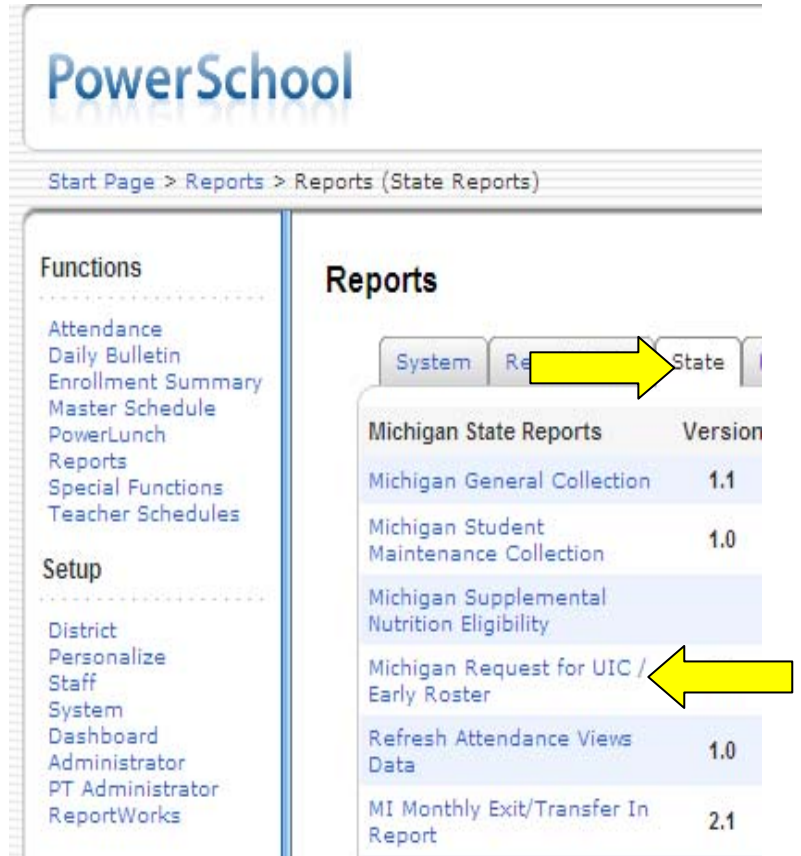 PowerSchool
Start Page > Reports > Reports (State Reports)
Functions
Attendance
Daily Bulletin
Enrollment Summary
Master Schedule
PowerLunch
Reports
Special Functions
Teacher Schedules
Setup
District
Personalize
Staff
System
Dashboard
Administrator
PT Administrator
ReportWorks
Reports
System State
Michigan State Reports Version
Michigan General Collection 1.1
Michigan Student
Maintenance Collection 1.0
Michigan Supplemental
Nutrition Eligibility
Michigan Request for UIC /
Early Roster
Refresh Attendance Views
Data 1.0
MI Monthly Exit/Transfer In
Report 2.1